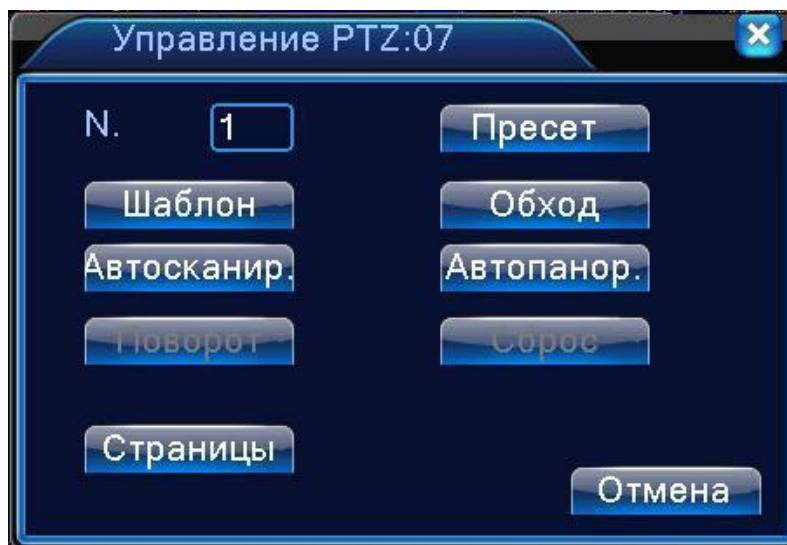 Управление PTZ:07
N. 1 Пресет
Шаблон Обход
Автосканир. Автопанор.
Поворот Сброс
Страницы
Отмена